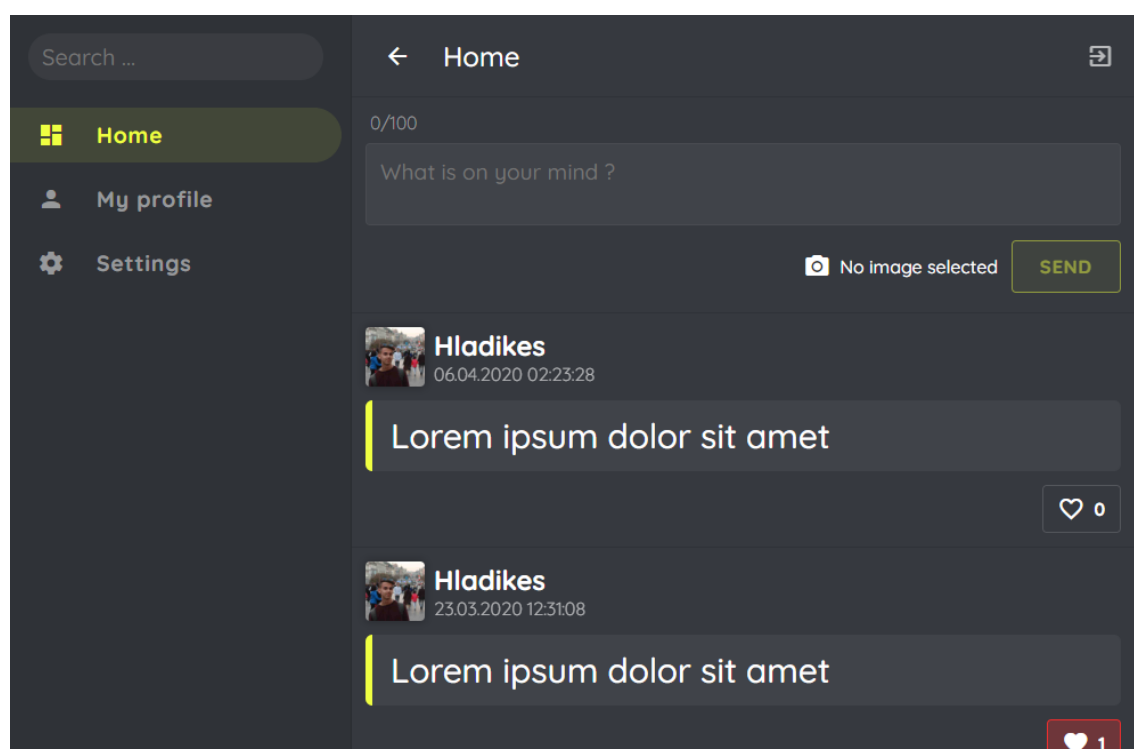 Search ...
Home
My profile
Settings
Home
0/100
What is on your mind ?
No image selected
SEND
Hladikes
06.04.2020 02:23:28
Lorem ipsum dolor sit amet
0
Hladikes
23.03.2020 12:31:08
Lorem ipsum dolor sit amet
1